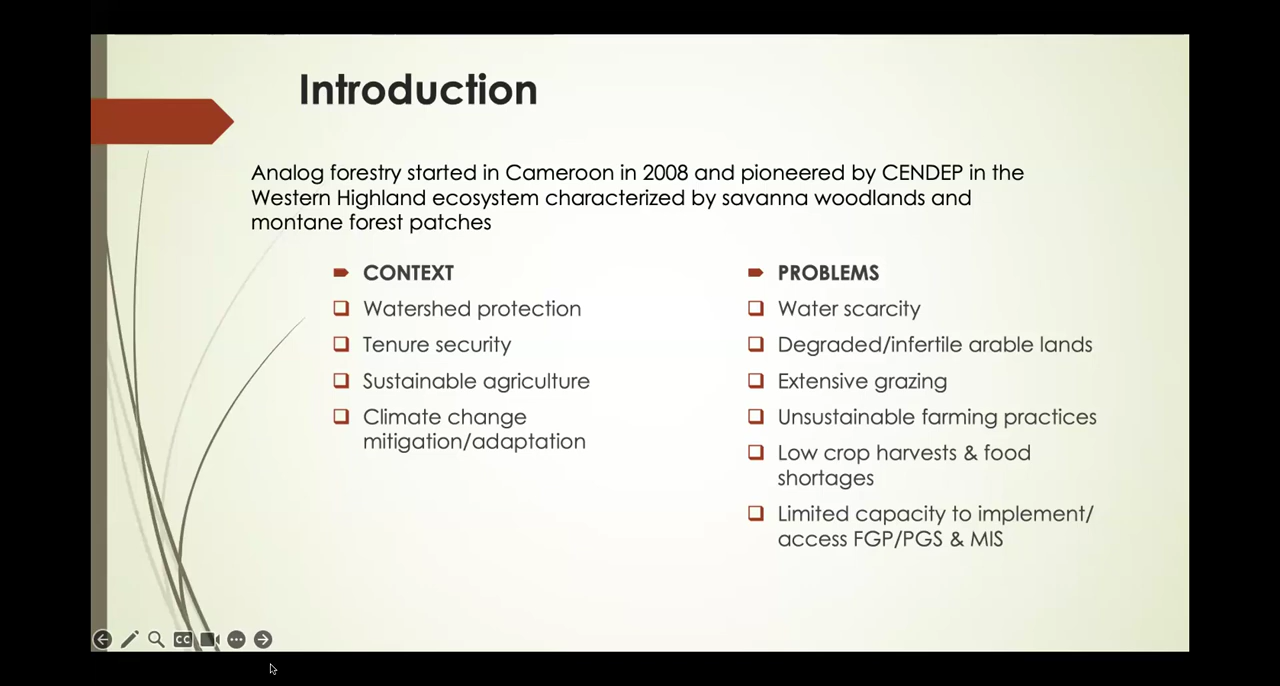 Introduction
Analog forestry started in Cameroon in 2008 and pioneered by CENDEP in the
Western Highland ecosystem characterized by savanna woodlands and
montane forest patches
CONTEXT
Watershed protection
Tenure security
Sustainable agriculture
Climate change
mitigation/adaptation
PROBLEMS
Water scarcity
Degraded/infertile arable lands
Extensive grazing
Unsustainable farming practices
Low crop harvests & food
shortages
Limited capacity to implement/
access FGP/PGS & MIS
CC